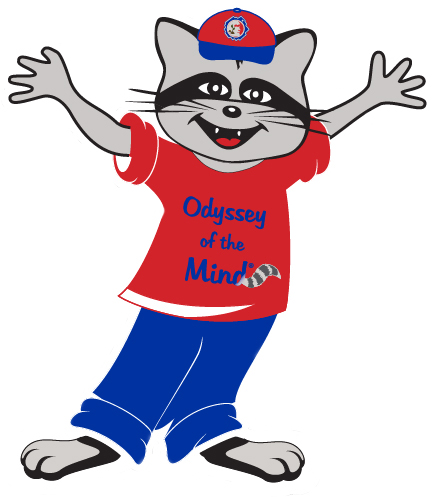 Odyssey
of the
Mind